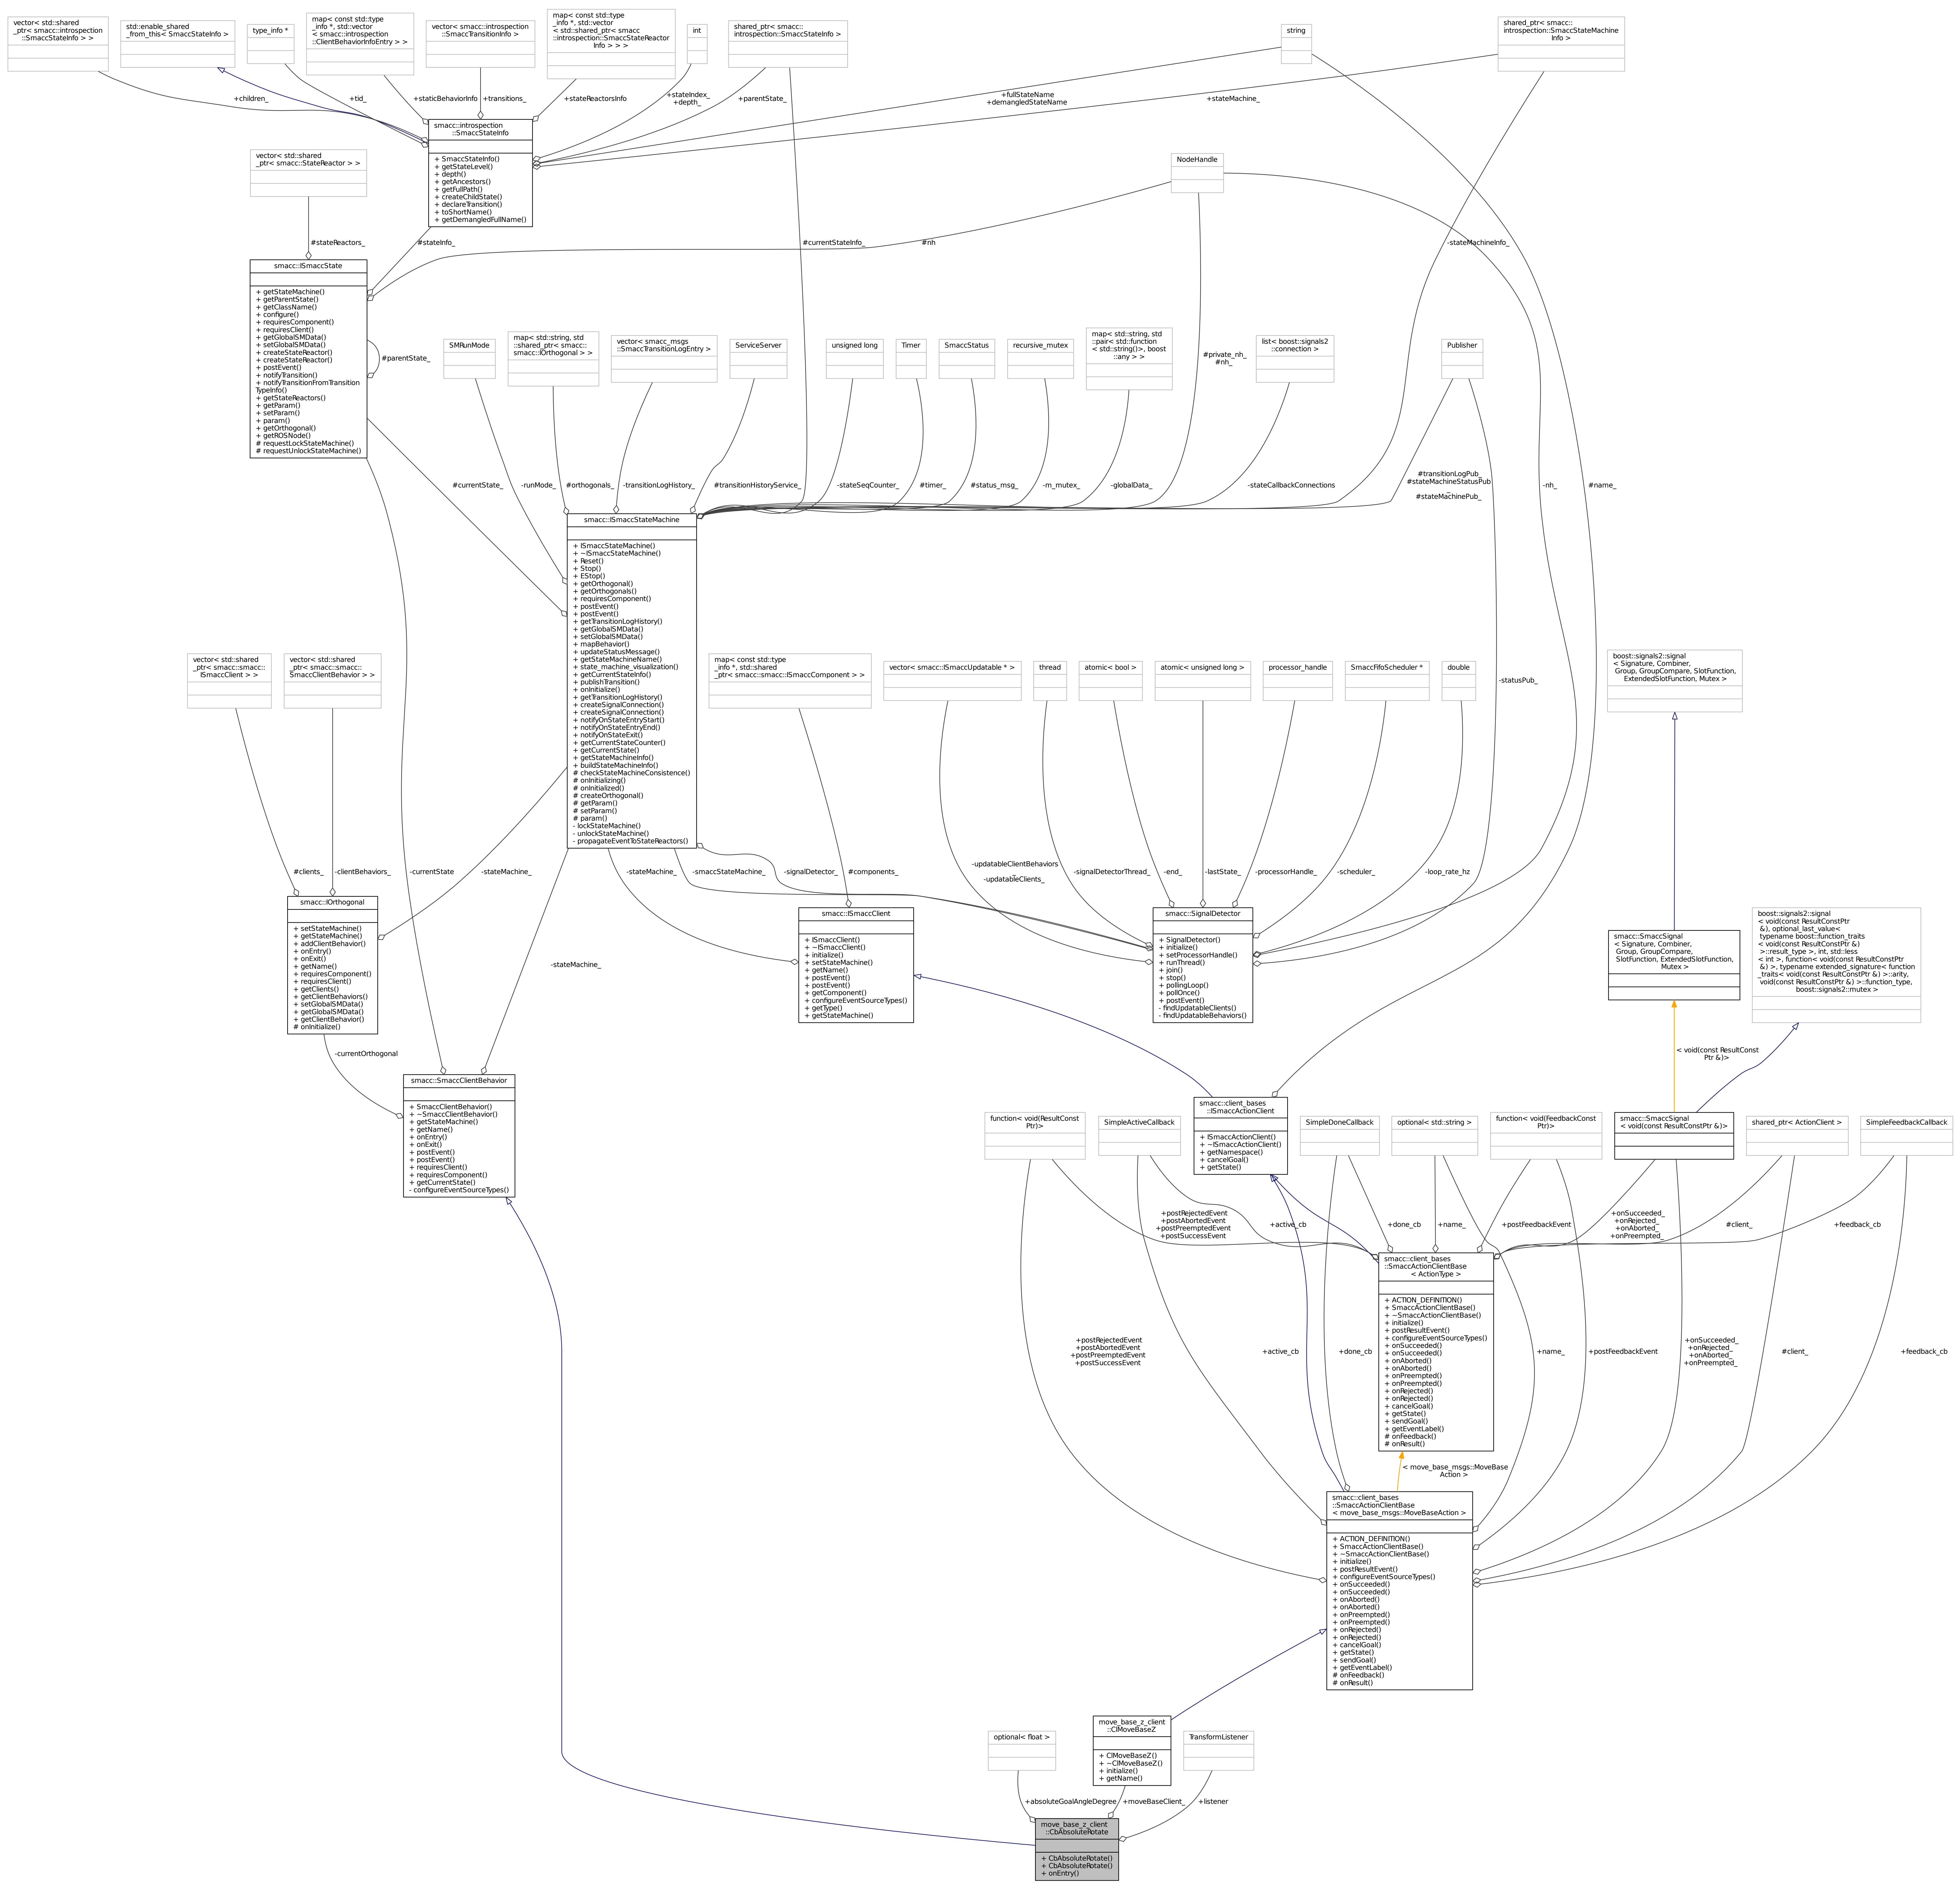 vector< std::shared
_ptr< smacc::introspection
::SmaccStateInfo > >
std::enable_shared
_from_this< SmaccStateInfo >
type_info *
map< const std::type
_info *, std::vector
< smacc::introspection
::ClientBehaviorInfoEntry > >
vector< smacc::introspection
::SmaccTransitionInfo >
map< const std::type
_info *, std::vector
< std::shared_ptr< smacc
::introspection::SmaccStateReactor
Info > > >
int
shared_ptr< smacc::
introspection::SmaccStateInfo >
string
shared_ptr< smacc::
introspection::SmaccStateMachine
Info >
+children_
+tid_
+staticBehaviorInfo
+transitions_
+stateReactorsInfo
+stateIndex_
+depth_
+parentState_
+fullStateName
+demangledStateName
+stateMachine_
smacc::introspection
::SmaccStateInfo
+ SmaccStateInfo()
+ getStateLevel()
+ depth()
+ getAncestors()
+ getFullPath()
+ createChildState()
+ declareTransition()
+ toShortName()
+ getDemangledFullName()
vector< std::shared
_ptr< smacc::StateReactor > >
NodeHandle
#stateReactors_
#stateInfo_
#currentStateInfo_
#nh
-stateMachineInfo_
smacc::ISmaccState
+ getStateMachine()
+ getParentState()
+ getClassName()
+ configure()
+ requiresComponent()
+ requiresClient()
+ getGlobalSMData()
+ setGlobalSMData()
+ createStateReactor()
+ createStateReactor()
+ postEvent()
+ notifyTransition()
+ notifyTransitionFromTransition
TypeInfo()
+ getStateReactors()
+ getParam()
+ setParam()
+ param()
+ getOrthogonal()
+ getROSNode()
# requestLockStateMachine()
# requestUnlockStateMachine()
#parentState_
SMRunMode
map< std::string, std
::shared_ptr< smacc::
smacc::IOrthogonal > >
vector< smacc_msgs
::SmaccTransitionLogEntry >
ServiceServer
unsigned long
Timer
SmaccStatus
recursive_mutex
map< std::string, std
::pair< std::function
< std::string()>, boost
::any > >
#private_nh_
#nh_
list< boost::signals2
::connection >
Publisher
#currentState_
-runMode_
#orthogonals_
-transitionLogHistory_
#transitionHistoryService_
-stateSeqCounter_
#timer_
#status_msg_
-m_mutex_
-globalData_
-stateCallbackConnections
#transitionLogPub_
#stateMachineStatusPub
_
#stateMachinePub_
-nh_
#name_
smacc::ISmaccStateMachine
+ ISmaccStateMachine()
+ ~ISmaccStateMachine()
+ Reset()
+ Stop()
+ EStop()
+ getOrthogonal()
+ getOrthogonals()
+ requiresComponent()
+ postEvent()
+ postEvent()
+ getTransitionLogHistory()
+ getGlobalSMData()
+ setGlobalSMData()
+ mapBehavior()
+ updateStatusMessage()
+ getStateMachineName()
+ state_machine_visualization()
+ getCurrentStateInfo()
+ publishTransition()
+ onInitialize()
+ getTransitionLogHistory()
+ createSignalConnection()
+ createSignalConnection()
+ notifyOnStateEntryStart()
+ notifyOnStateEntryEnd()
+ notifyOnStateExit()
+ getCurrentStateCounter()
+ getCurrentState()
+ getStateMachineInfo()
+ buildStateMachineInfo()
# checkStateMachineConsistence()
# onInitializing()
# onInitialized()
# createOrthogonal()
# getParam()
# setParam()
# param()
- lockStateMachine()
- unlockStateMachine()
- propagateEventToStateReactors()
vector< std::shared
_ptr< smacc::smacc::
ISmaccClient > >
vector< std::shared
_ptr< smacc::smacc::
SmaccClientBehavior > >
map< const std::type
_info *, std::shared
_ptr< smacc::smacc::ISmaccComponent > >
vector< smacc::ISmaccUpdatable * >
thread
atomic< bool >
atomic< unsigned long >
processor_handle
SmaccFifoScheduler *
double
-statusPub_
boost::signals2::signal
< Signature, Combiner,
Group, GroupCompare, SlotFunction,
ExtendedSlotFunction, Mutex >
#clients_
-clientBehaviors_
-currentState
-stateMachine_
-stateMachine_
-smaccStateMachine_
-signalDetector_
#components_
-updatableClientBehaviors
_
-updatableClients_
-signalDetectorThread_
-end_
-lastState_
-processorHandle_
-scheduler_
-loop_rate_hz
smacc::IOrthogonal
+ setStateMachine()
+ getStateMachine()
+ addClientBehavior()
+ onEntry()
+ onExit()
+ getName()
+ requiresComponent()
+ requiresClient()
+ getClients()
+ getClientBehaviors()
+ setGlobalSMData()
+ getGlobalSMData()
+ getClientBehavior()
# onInitialize()
-stateMachine_
smacc::ISmaccClient
+ ISmaccClient()
+ ~ISmaccClient()
+ initialize()
+ setStateMachine()
+ getName()
+ postEvent()
+ postEvent()
+ getComponent()
+ configureEventSourceTypes()
+ getType()
+ getStateMachine()
smacc::SignalDetector
+ SignalDetector()
+ initialize()
+ setProcessorHandle()
+ runThread()
+ join()
+ stop()
+ pollingLoop()
+ pollOnce()
+ postEvent()
- findUpdatableClients()
- findUpdatableBehaviors()
smacc::SmaccSignal
< Signature, Combiner,
Group, GroupCompare,
SlotFunction, ExtendedSlotFunction,
Mutex >
boost::signals2::signal
< void(const ResultConstPtr
&), optional_last_value<
typename boost::function_traits
< void(const ResultConstPtr &)
>::result_type >, int, std::less
< int >, function< void(const ResultConstPtr
&) >, typename extended_signature< function
_traits< void(const ResultConstPtr &) >::arity,
void(const ResultConstPtr &) >::function_type,
boost::signals2::mutex >
-currentOrthogonal
< void(const ResultConst
Ptr &)>
smacc::SmaccClientBehavior
+ SmaccClientBehavior()
+ ~SmaccClientBehavior()
+ getStateMachine()
+ getName()
+ onEntry()
+ onExit()
+ postEvent()
+ postEvent()
+ requiresClient()
+ requiresComponent()
+ getCurrentState()
- configureEventSourceTypes()
function< void(ResultConst
Ptr)>
SimpleActiveCallback
smacc::client_bases
::ISmaccActionClient
+ ISmaccActionClient()
+ ~ISmaccActionClient()
+ getNamespace()
+ cancelGoal()
+ getState()
SimpleDoneCallback
optional< std::string >
function< void(FeedbackConst
Ptr)>
smacc::SmaccSignal
< void(const ResultConstPtr &)>
shared_ptr< ActionClient >
SimpleFeedbackCallback
+postRejectedEvent
+postAbortedEvent
+postPreemptedEvent
+postSuccessEvent
+active_cb
+done_cb
+name_
+postFeedbackEvent
+onSucceeded_
+onRejected_
+onAborted_
+onPreempted_
#client_
+feedback_cb
smacc::client_bases
::SmaccActionClientBase
< ActionType >
+ ACTION_DEFINITION()
+ SmaccActionClientBase()
+ ~SmaccActionClientBase()
+ initialize()
+ postResultEvent()
+ configureEventSourceTypes()
+ onSucceeded()
+ onSucceeded()
+ onAborted()
+ onAborted()
+ onPreempted()
+ onPreempted()
+ onRejected()
+ onRejected()
+ cancelGoal()
+ getState()
+ sendGoal()
+ getEventLabel()
# onFeedback()
# onResult()
+postRejectedEvent
+postAbortedEvent
+postPreemptedEvent
+postSuccessEvent
+active_cb
+done_cb
+name_
+postFeedbackEvent
+onSucceeded_
+onRejected_
+onAborted_
+onPreempted_
#client_
+feedback_cb
< move_base_msgs::MoveBase
Action >
smacc::client_bases
::SmaccActionClientBase
< move_base_msgs::MoveBaseAction >
+ ACTION_DEFINITION()
+ SmaccActionClientBase()
+ ~SmaccActionClientBase()
+ initialize()
+ postResultEvent()
+ configureEventSourceTypes()
+ onSucceeded()
+ onSucceeded()
+ onAborted()
+ onAborted()
+ onPreempted()
+ onPreempted()
+ onRejected()
+ onRejected()
+ cancelGoal()
+ getState()
+ sendGoal()
+ getEventLabel()
# onFeedback()
# onResult()
optional< float >
move_base_z_client
::ClMoveBaseZ
+ ClMoveBaseZ()
+ ~ClMoveBaseZ()
+ initialize()
+ getName()
TransformListener
+absoluteGoalAngleDegree
+moveBaseClient_
+listener
move_base_z_client
::CbAbsoluteRotate
+ CbAbsoluteRotate()
+ CbAbsoluteRotate()
+ onEntry()